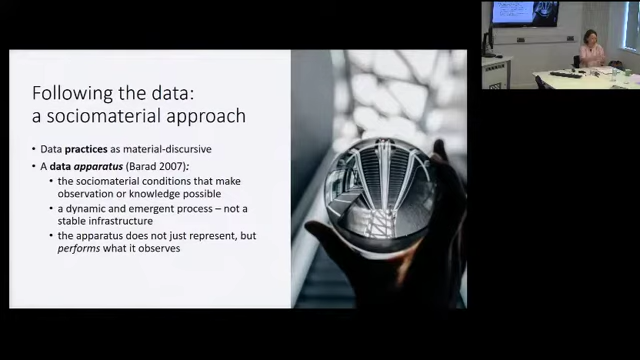 Following the data:
a sociomaterial approach
• Data practices as material-discursive
• A data apparatus (Barad 2007):
• the sociomaterial conditions that make
observation or knowledge possible
• a dynamic and emergent process – not a
stable infrastructure
• the apparatus does not just represent, but
performs what it observes